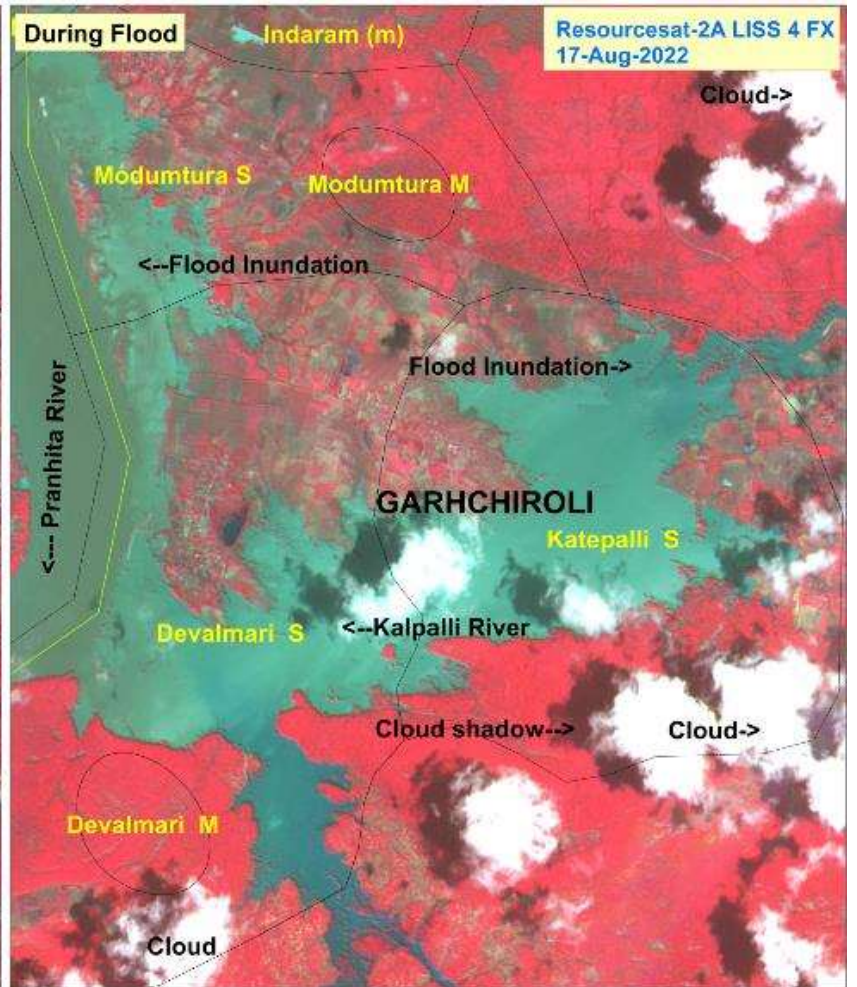 During Flood
Indaram (m)
Resourcesat-2A LISS 4 FX
17-Aug-2022
Cloud->
Modumtura S
Modumtura M
<--Flood Inundation
Flood Inundation->
<--- Pranhita River
GARHCHIROLI
Katepalli S
Devalmari S
<--Kalpalli River
Cloud shadow-->
Cloud->
Devalmari M
Cloud